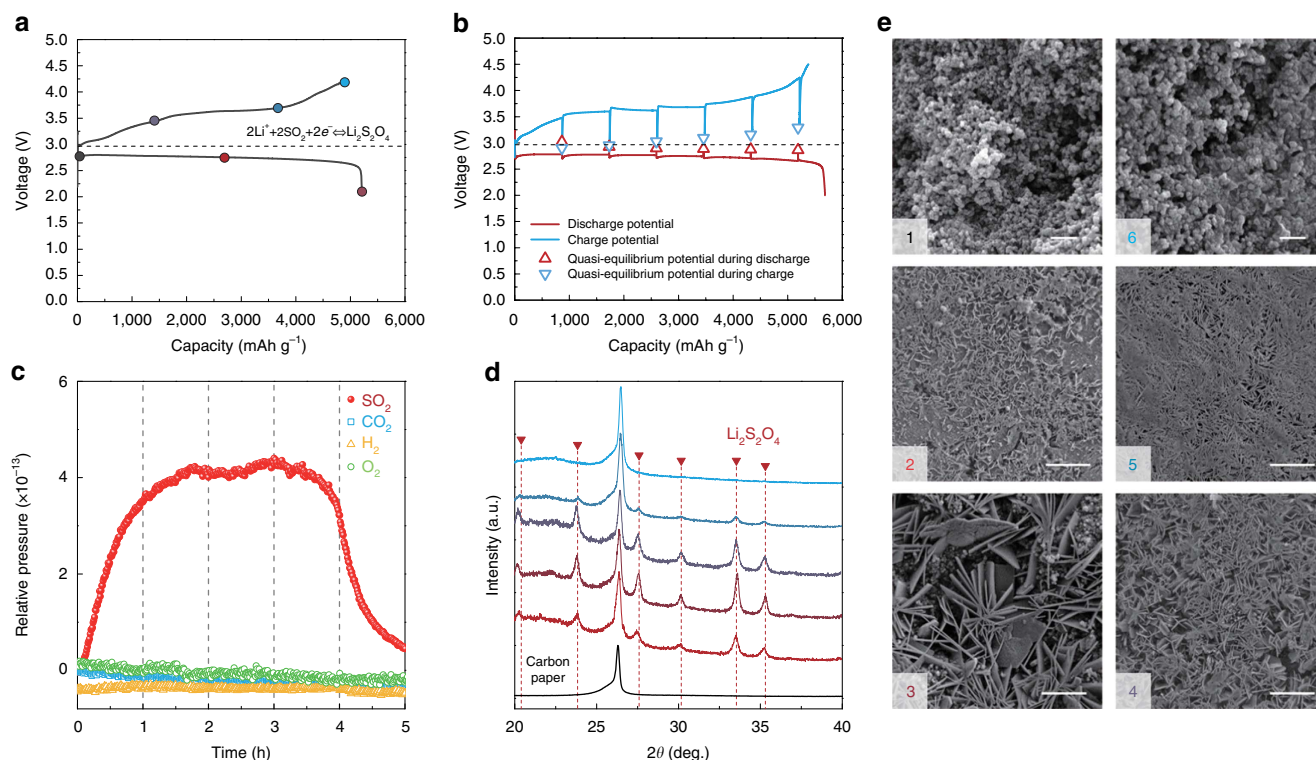 a
Voltage (V)
5.0
4.5
4.0
3.5
3.0
2.5
2.0
1.5
1.0
0.5
0.0
2Li⁺+2SO₂+2e⁻⇔Li₂S₂O₄
0 1,000 2,000 3,000 4,000 5,000 6,000
Capacity (mAh g⁻¹)
b
Voltage (V)
5.0
4.5
4.0
3.5
3.0
2.5
2.0
1.5
1.0
0.5
0.0
Discharge potential
Charge potential
Quasi-equilibrium potential during discharge
Quasi-equilibrium potential during charge
0 1,000 2,000 3,000 4,000 5,000 6,000
Capacity (mAh g⁻¹)
c
Relative pressure (×10⁻¹³)
6
4
2
0
SO₂
CO₂
H₂
O₂
0 1 2 3 4 5
Time (h)
d
Intensity (a.u.)
Li₂S₂O₄
Carbon
paper
20 25 30 35 40
2θ (deg.)
e
1
6
2
5
3
4